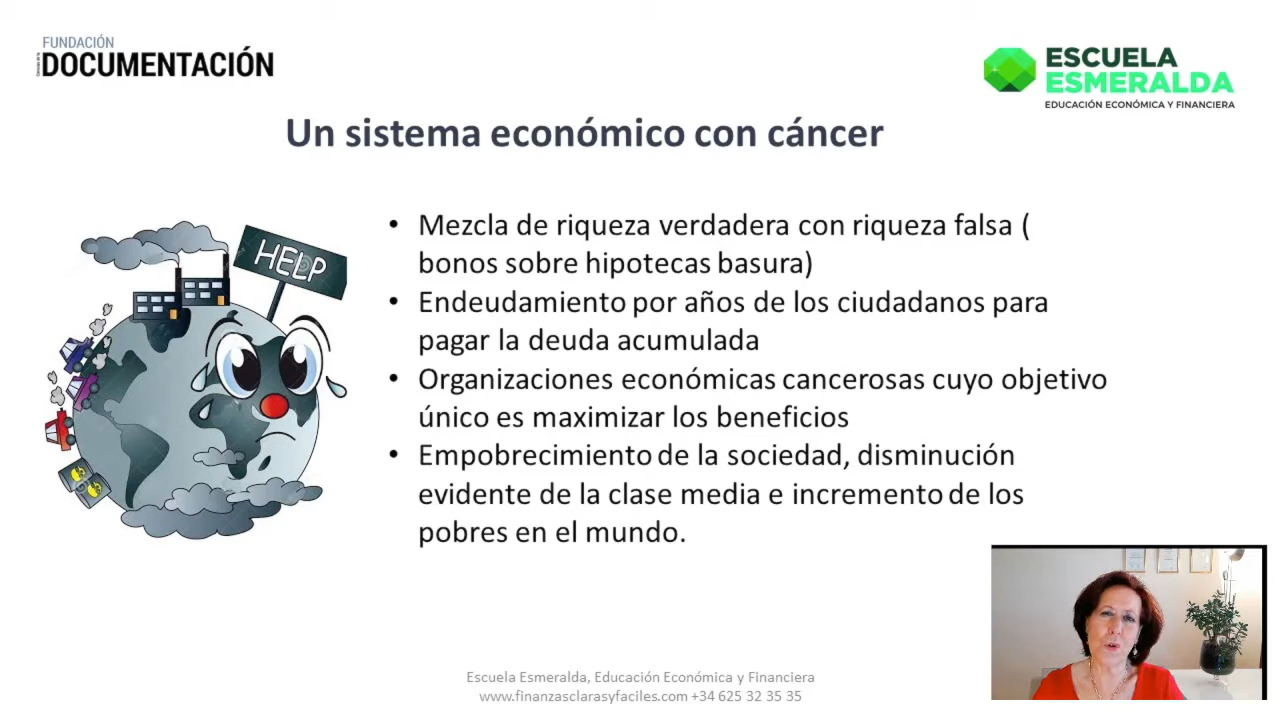 FUNDACIÓN
DOCUMENTACIÓN
ESCUELA
ESMERALDA
EDUCACIÓN ECONÓMICA Y FINANCIERA
Un sistema económico con cáncer
HELP
• Mezcla de riqueza verdadera con riqueza falsa (
bonos sobre hipotecas basura)
• Endeudamiento por años de los ciudadanos para
pagar la deuda acumulada
• Organizaciones económicas cancerosas cuyo objetivo
único es maximizar los beneficios
• Empobrecimiento de la sociedad, disminución
evidente de la clase media e incremento de los
pobres en el mundo.
Escuela Esmeralda, Educación Económica y Financiera
www.finanzasclarasyfaciles.com +34 625 32 35 35